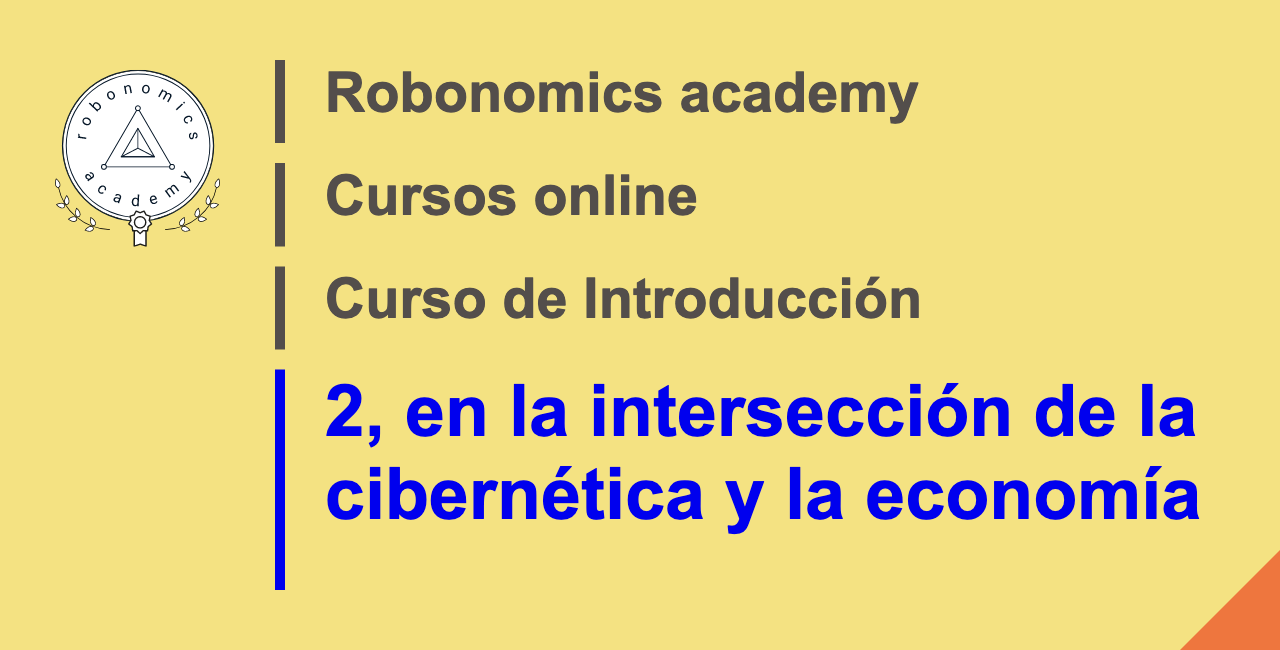 robonomics
academy
Robonomics academy
Cursos online
Curso de Introducción
2, en la intersección de la
cibernética y la economía